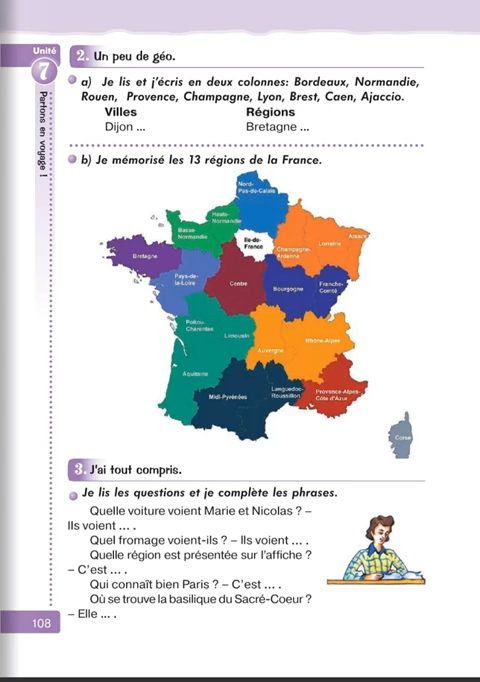 Unité
7
Partons en voyage !
2. Un peu de géo.
a) Je lis et j'écris en deux colonnes: Bordeaux, Normandie,
Rouen, Provence, Champagne, Lyon, Brest, Caen, Ajaccio.
Villes Régions
Dijon ... Bretagne ...
b) Je mémorisé les 13 régions de la France.
Nord-
Pas-de-Calais
Haute-
Normandie
Basse-
Normandie
Ile-de-
France
Champagne-
Ardenne
Lorraine
Alsace
Bretagne
Pays-de-
la-Loire
Centre
Bourgogne
Franche-
Comté
Poitou-
Charentes
Limousin
Auvergne
Rhône-Alpes
Aquitaine
Midi-Pyrénées
Languedoc-
Roussillon
Provence-Alpes-
Côte d'Azur
Corse
3. J'ai tout compris.
Je lis les questions et je complète les phrases.
Quelle voiture voient Marie et Nicolas ? –
Ils voient ... .
Quel fromage voient-ils ? – Ils voient ... .
Quelle région est présentée sur l'affiche ?
– C'est ... .
Qui connaît bien Paris ? – C'est ... .
Où se trouve la basilique du Sacré-Coeur ?
– Elle ... .
108